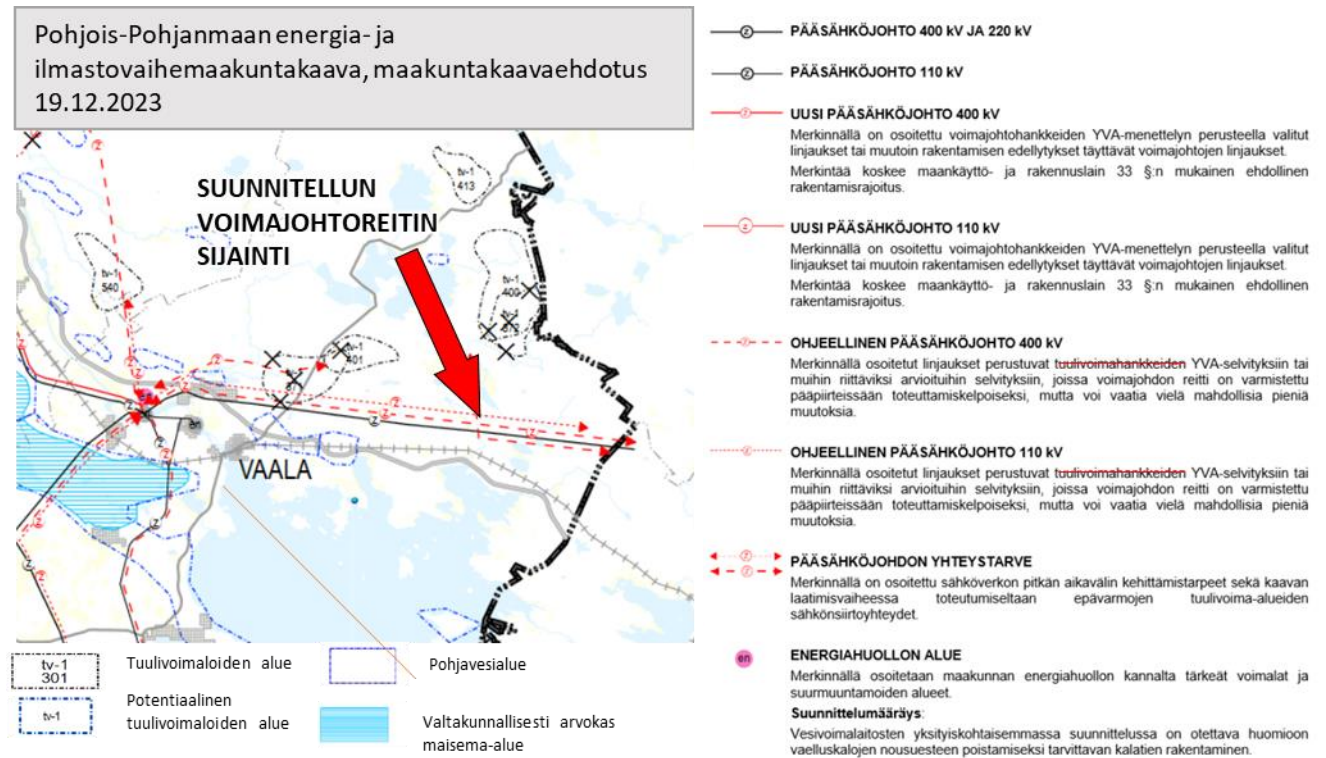 Pohjois-Pohjanmaan energia- ja
ilmastovaihemaakuntakaava, maakuntakaavaehdotus
19.12.2023
SUUNNITELLUN
VOIMAJOHTOREITIN
SIJAINTI
tv-1
413
tv-1
540
tv-1
400
tv-1
tv-1
401
en
VAALA
tv-1
301
Tuulivoimaloiden alue
tv-1
Potentiaalinen
tuulivoimaloiden alue
Pohjavesialue
Valtakunnallisesti arvokas
maisema-alue
z PÄÄSÄHKÖJOHTO 400 kV JA 220 kV
z PÄÄSÄHKÖJOHTO 110 kV
z UUSI PÄÄSÄHKÖJOHTO 400 kV
Merkinnällä on osoitettu voimajohtohankkeiden YVA-menettelyn perusteella valitut
linjaukset tai muutoin rakentamisen edellytykset täyttävät voimajohtojen linjaukset.
Merkintää koskee maankäyttö- ja rakennuslain 33 §:n mukainen ehdollinen
rakentamisrajoitus.
z UUSI PÄÄSÄHKÖJOHTO 110 kV
Merkinnällä on osoitettu voimajohtohankkeiden YVA-menettelyn perusteella valitut
linjaukset tai muutoin rakentamisen edellytykset täyttävät voimajohtojen linjaukset.
Merkintää koskee maankäyttö- ja rakennuslain 33 §:n mukainen ehdollinen
rakentamisrajoitus.
z OHJEELLINEN PÄÄSÄHKÖJOHTO 400 kV
Merkinnällä osoitetut linjaukset perustuvat tuulivoimahankkeiden YVA-selvityksiin tai
muihin riittäviksi arvioituihin selvityksiin, joissa voimajohdon reitti on varmistettu
pääpiirteissään toteuttamiskelpoiseksi, mutta voi vaatia vielä mahdollisia pieniä
muutoksia.
z OHJEELLINEN PÄÄSÄHKÖJOHTO 110 kV
Merkinnällä osoitetut linjaukset perustuvat tuulivoimahankkeiden YVA-selvityksiin tai
muihin riittäviksi arvioituihin selvityksiin, joissa voimajohdon reitti on varmistettu
pääpiirteissään toteuttamiskelpoiseksi, mutta voi vaatia vielä mahdollisia pieniä
muutoksia.
z PÄÄSÄHKÖJOHDON YHTEYSTARVE
z
Merkinnällä on osoitettu sähköverkon pitkän aikavälin kehittämistarpeet sekä kaavan
laatimisvaiheessa toteutumiseltaan epävarmojen tuulivoima-alueiden
sähkönsiirtoyhteydet.
en ENERGIAHUOLLON ALUE
Merkinnällä osoitetaan maakunnan energiahuollon kannalta tärkeät voimalat ja
suurmuuntamoiden alueet.
Suunnittelumääräys:
Vesivoimalaitosten yksityiskohtaisemmassa suunnittelussa on otettava huomioon
vaelluskalojen nousuesteen poistamiseksi tarvittavan kalatien rakentaminen.